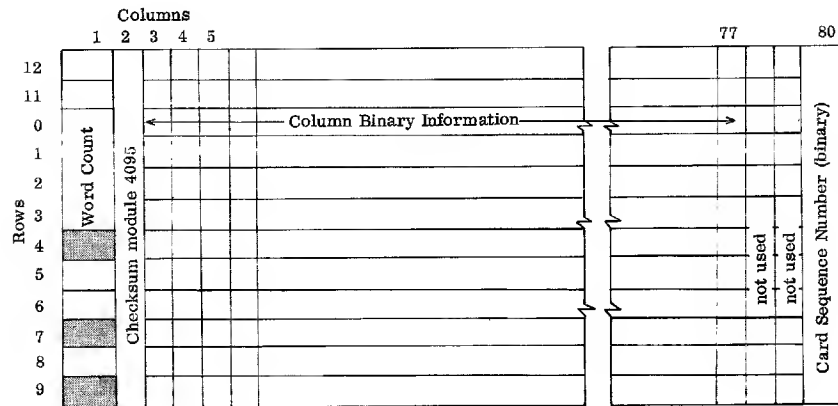 Columns
1 2 3 4 5 77 80
12
11
0
1
2
3
4
5
6
7
8
9
Rows
Word Count
Checksum module 4095
Column Binary Information
not used
not used
Card Sequence Number (binary)